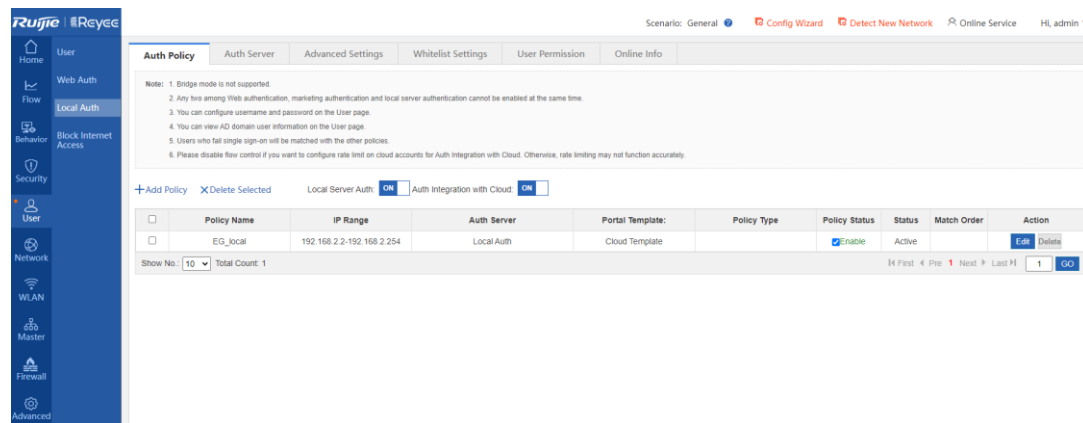 Ruijie | Reyee
Scenario: General ? Config Wizard Detect New Network Online Service Hi, admin
Home
Flow
Behavior
Security
User
Network
WLAN
Master
Firewall
Advanced
User
Web Auth
Local Auth
Block Internet
Access
Auth Policy Auth Server Advanced Settings Whitelist Settings User Permission Online Info
Note: 1. Bridge mode is not supported.
2. Any two among Web authentication, marketing authentication and local server authentication cannot be enabled at the same time.
3. You can configure username and password on the User page.
4. You can view AD domain user information on the User page.
5. Users who fail single sign-on will be matched with the other policies.
6. Please disable flow control if you want to configure rate limit on cloud accounts for Auth Integration with Cloud. Otherwise, rate limiting may not function accurately.
+Add Policy XDelete Selected Local Server Auth: ON Auth Integration with Cloud: ON
Policy Name IP Range Auth Server Portal Template: Policy Type Policy Status Status Match Order Action
EG_local 192.168.2.2-192.168.2.254 Local Auth Cloud Template Enable Active Edit Delete
Show No.: 10 Total Count: 1 First Pre 1 Next Last 1 GO